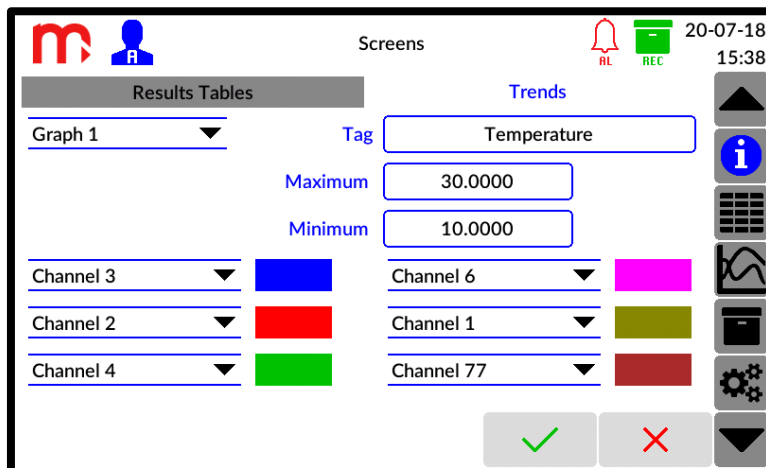 Screens
20-07-18
A
AL
REC
15:38
Results Tables
Trends
Graph 1
Tag
Temperature
Maximum
30.0000
Minimum
10.0000
Channel 3
Channel 6
Channel 2
Channel 1
Channel 4
Channel 77